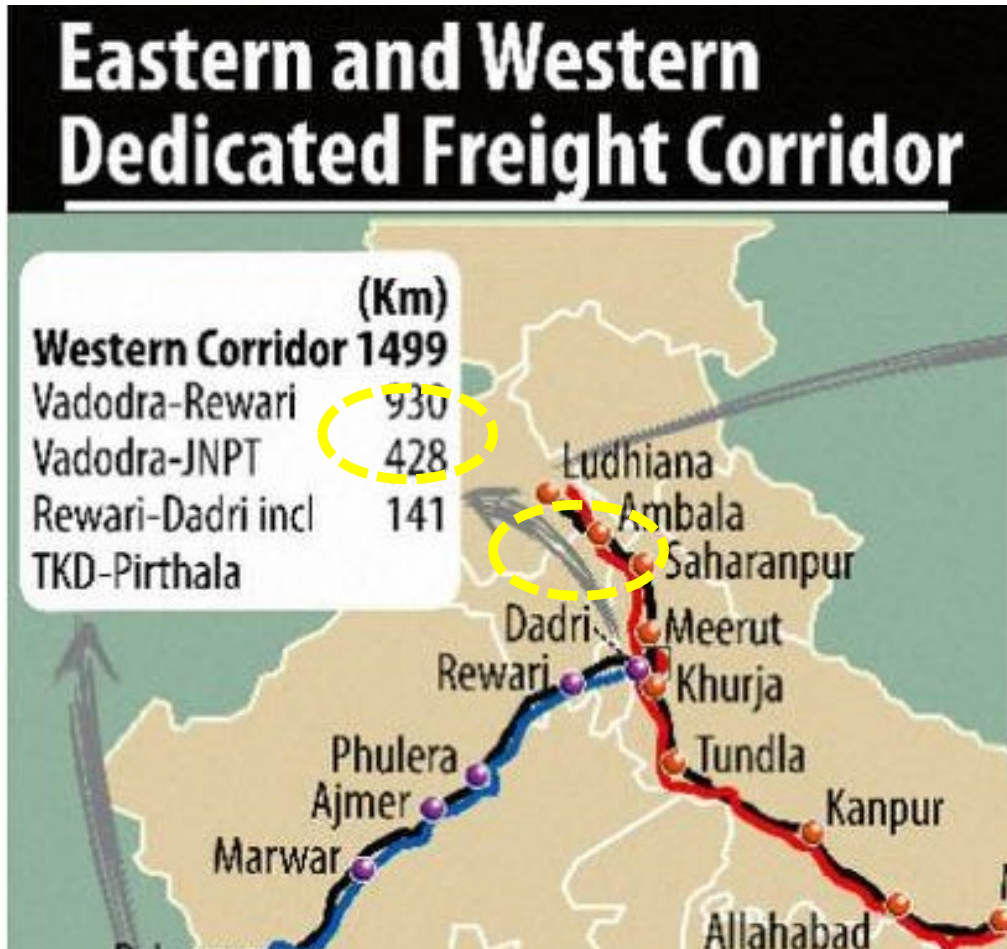 Eastern and Western
Dedicated Freight Corridor
(Km)
Western Corridor 1499
Vadodra-Rewari 930
Vadodra-JNPT 428
Rewari-Dadri incl 141
TKD-Pirthala
Ludhiana
Ambala
Saharanpur
Dadri
Meerut
Rewari
Khurja
Phulera
Tundla
Ajmer
Kanpur
Marwar
Allahabad